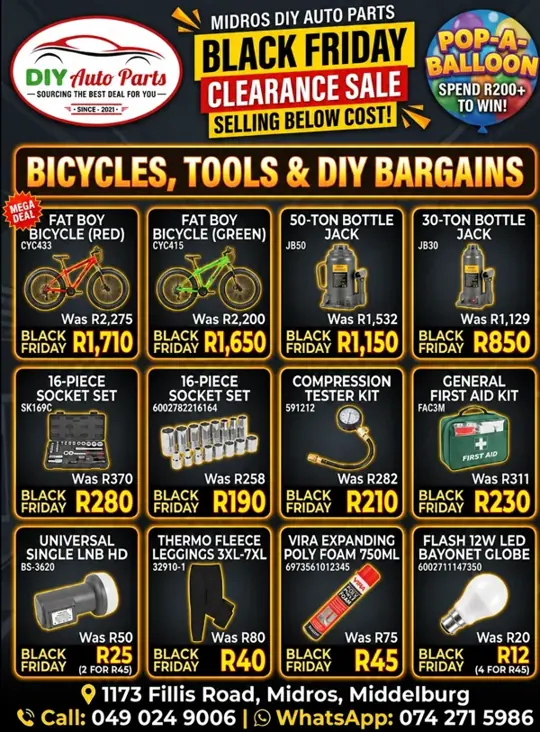 DIY Auto Parts
SOURCING THE BEST DEAL FOR YOU
• SINCE - 2021 •
MIDROS DIY AUTO PARTS
BLACK FRIDAY
CLEARANCE SALE
SELLING BELOW COST!
POP-A-
BALLOON
SPEND R200+
TO WIN!
BICYCLES, TOOLS & DIY BARGAINS
MEGA
DEAL
FAT BOY
BICYCLE (RED)
CYC433
Was R2,275
BLACK
FRIDAY R1,710
FAT BOY
BICYCLE (GREEN)
CYC415
Was R2,200
BLACK
FRIDAY R1,650
50-TON BOTTLE
JACK
JB50
Was R1,532
BLACK
FRIDAY R1,150
30-TON BOTTLE
JACK
JB30
Was R1,129
BLACK
FRIDAY R850
16-PIECE
SOCKET SET
SK169C
Was R370
BLACK
FRIDAY R280
16-PIECE
SOCKET SET
6002782216164
Was R258
BLACK
FRIDAY R190
COMPRESSION
TESTER KIT
591212
Was R282
BLACK
FRIDAY R210
GENERAL
FIRST AID KIT
FAC3M
FIRST AID
Was R311
BLACK
FRIDAY R230
UNIVERSAL
SINGLE LNB HD
BS-3620
Was R50
BLACK
FRIDAY R25
(2 FOR R45)
THERMO FLEECE
LEGGINGS 3XL-7XL
32910-1
Was R80
BLACK
FRIDAY R40
VIRA EXPANDING
POLY FOAM 750ML
6973561012345
VIRA
Was R75
BLACK
FRIDAY R45
FLASH 12W LED
BAYONET GLOBE
6002711147350
Was R20
BLACK
FRIDAY R12
(4 FOR R45)
1173 Fillis Road, Midros, Middelburg
Call: 049 024 9006 | WhatsApp: 074 271 5986